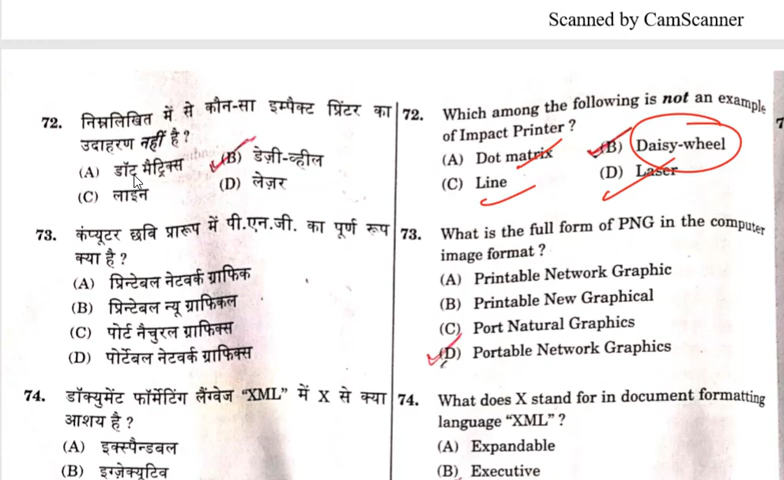 Scanned by CamScanner
72. निम्नलिखित में से कौन-सा इम्पैक्ट प्रिंटर का
उदाहरण नहीं है ?
(A) डॉट मैट्रिक्स (B) डेज़ी-व्हील
(C) लाईन (D) लेज़र
73. कंप्यूटर छवि प्रारूप में पी.एन.जी. का पूर्ण रूप
क्या है ?
(A) प्रिन्टेबल नेटवर्क ग्राफिक
(B) प्रिन्टेबल न्यू ग्राफिकल
(C) पोर्ट नैचुरल ग्राफिक्स
(D) पोर्टेबल नेटवर्क ग्राफिक्स
74. डॉक्युमेंट फॉर्मेटिंग लैंग्वेज “XML” में X से क्या
आशय है ?
(A) इक्स्पैन्डबल
(B) इग्ज़ेक्युटिव
72. Which among the following is not an example
of Impact Printer ?
(A) Dot matrix (B) Daisy-wheel
(C) Line (D) Laser
73. What is the full form of PNG in the computer
image format ?
(A) Printable Network Graphic
(B) Printable New Graphical
(C) Port Natural Graphics
(D) Portable Network Graphics
74. What does X stand for in document formatting
language “XML” ?
(A) Expandable
(B) Executive
7